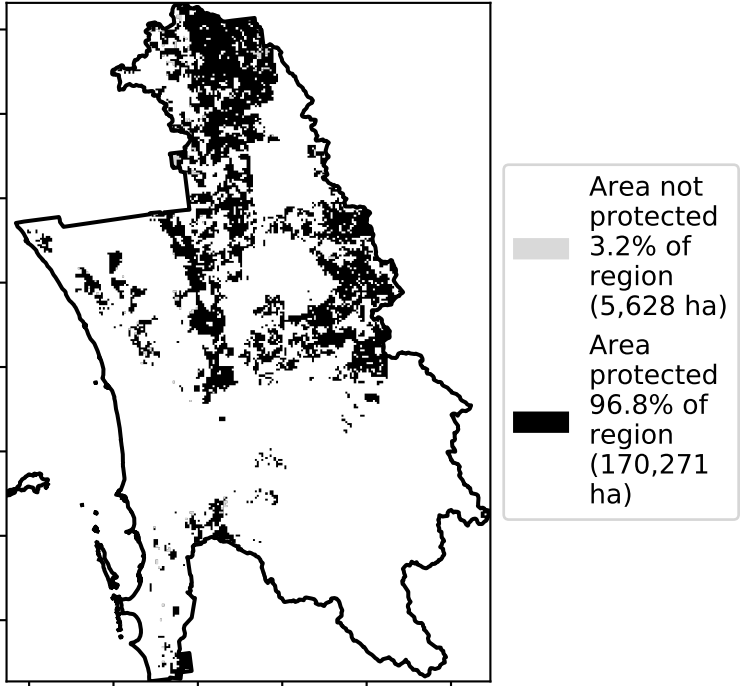 Area not
protected
3.2% of
region
(5,628 ha)
Area
protected
96.8% of
region
(170,271
ha)